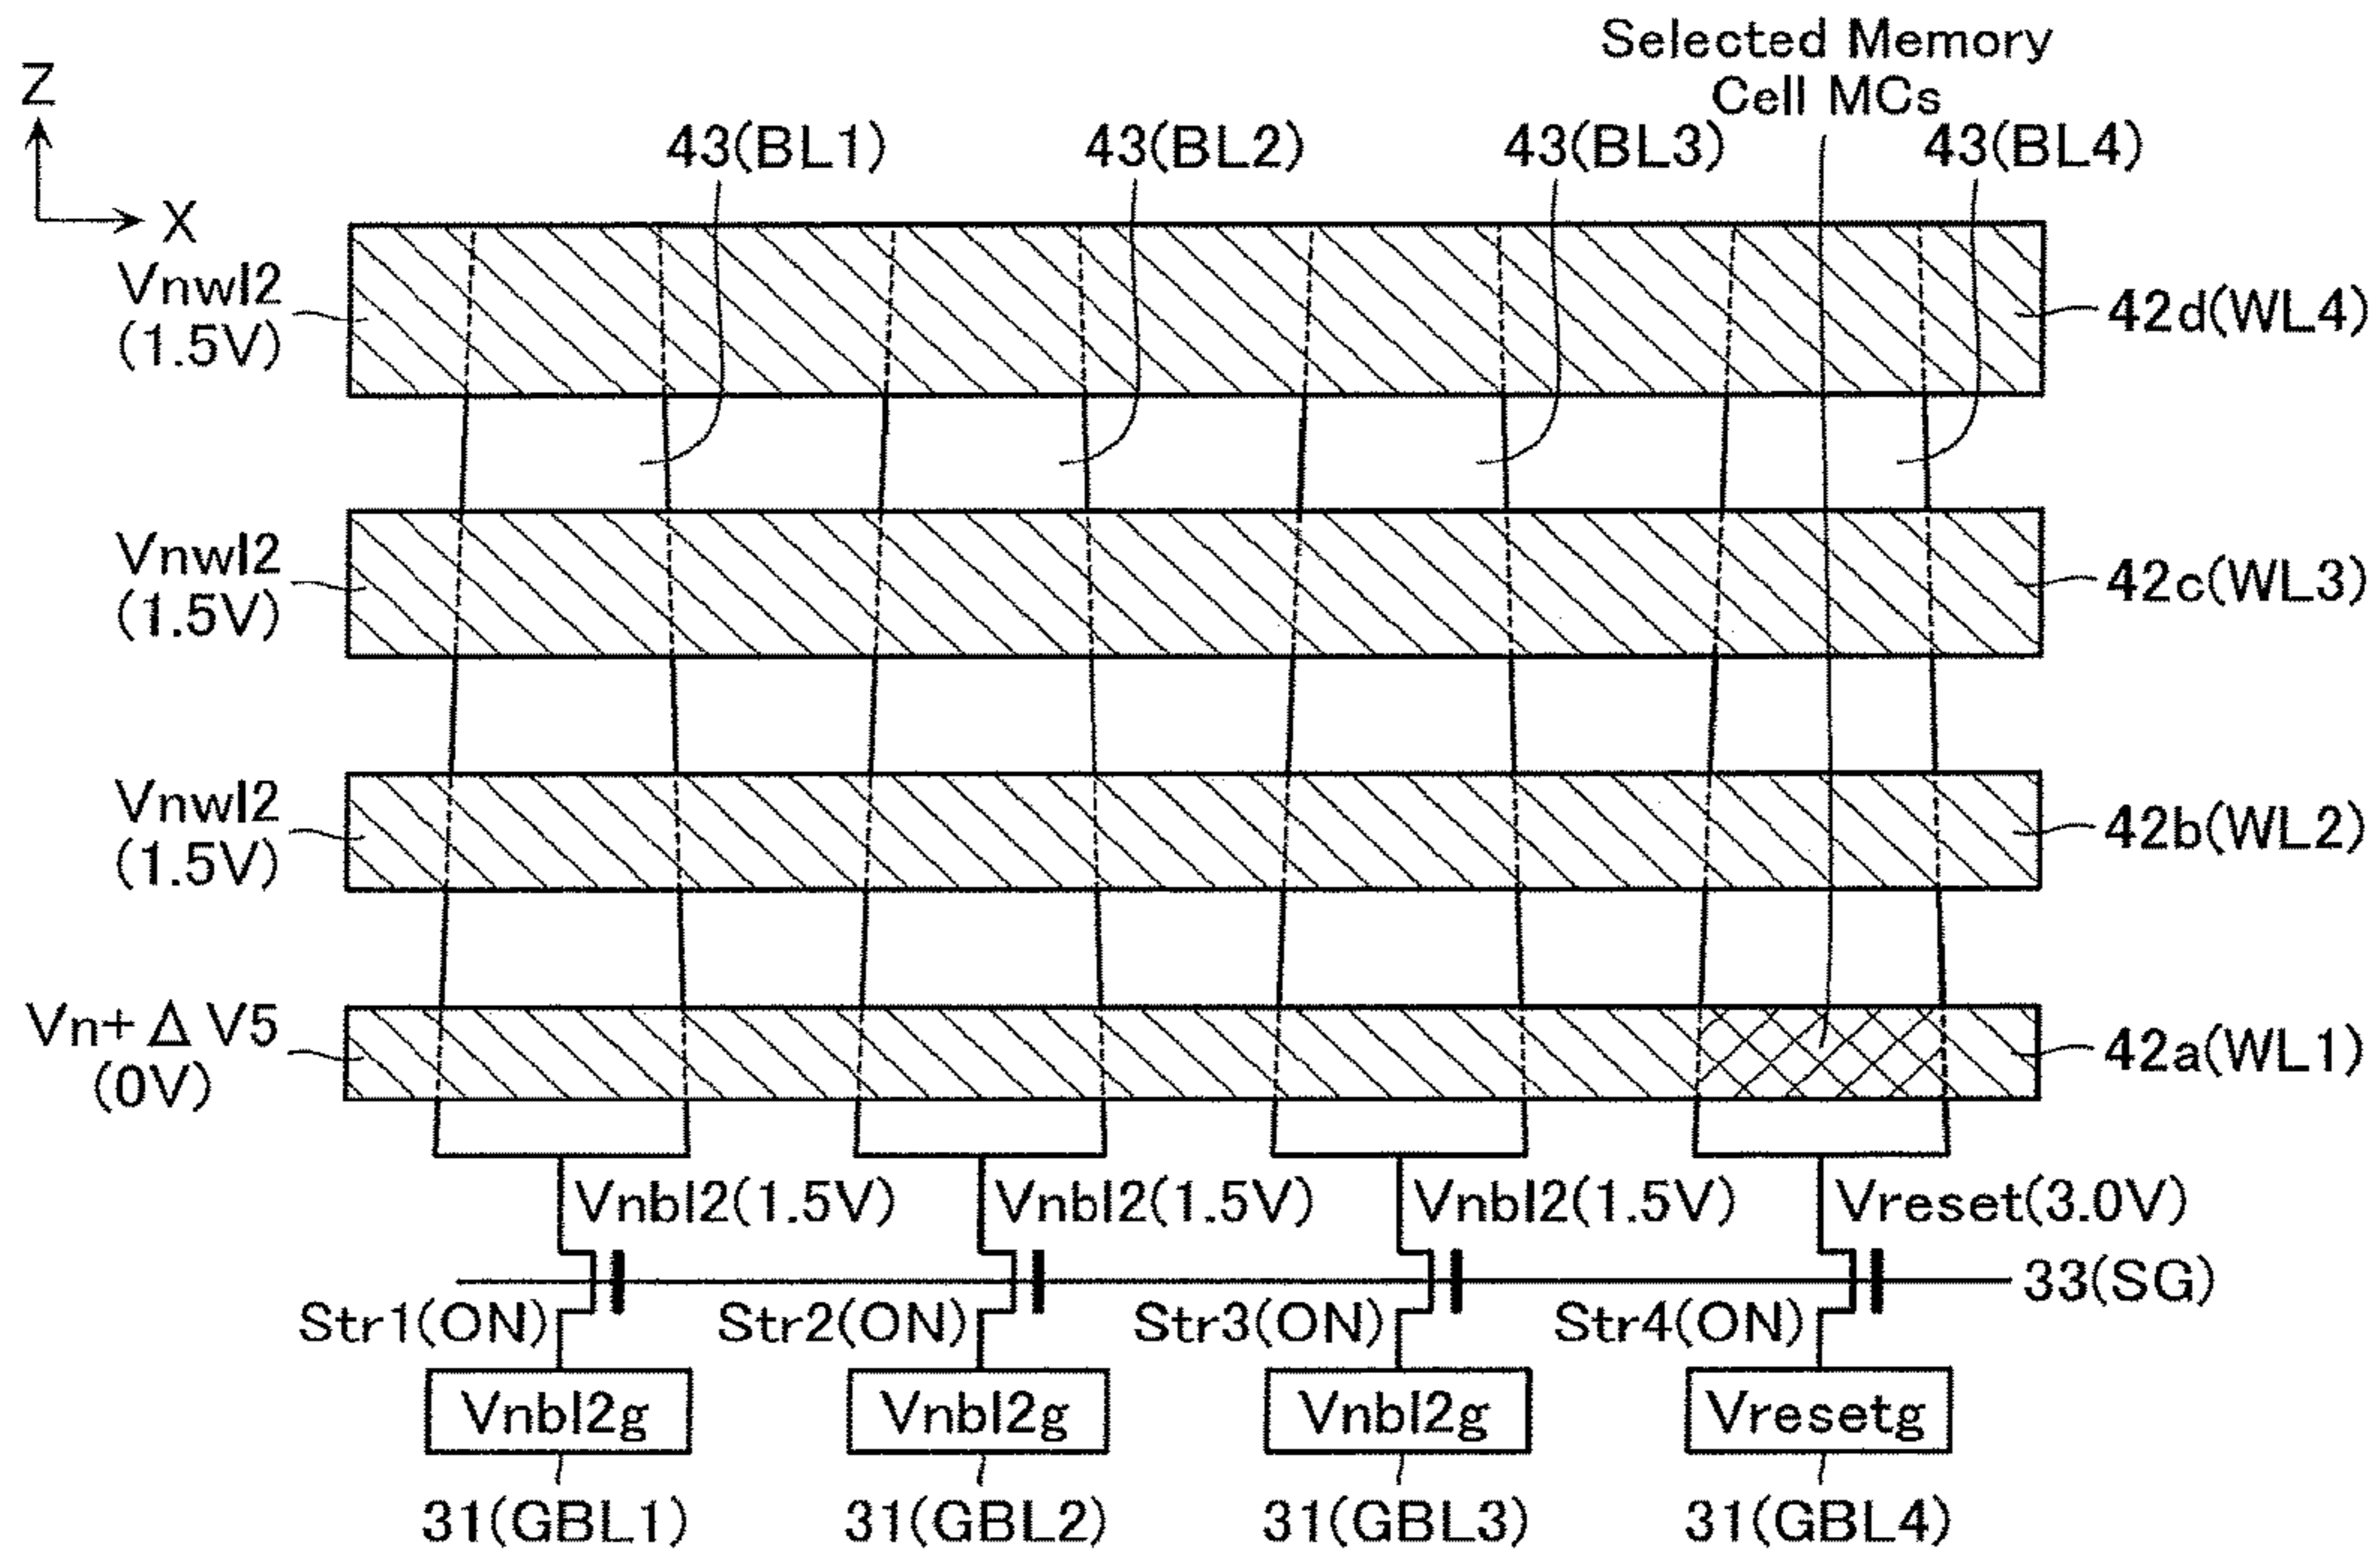 Selected Memory
Cell MCs
Z
43(BL1)
43(BL2)
43(BL3)
43(BL4)
X
Vnwl2
(1.5V)
42d(WL4)
Vnwl2
(1.5V)
42c(WL3)
Vnwl2
(1.5V)
42b(WL2)
Vn+ Δ V5
(0V)
42a(WL1)
Vnbl2(1.5V)
Vnbl2(1.5V)
Vnbl2(1.5V)
Vreset(3.0V)
33(SG)
Str1(ON)
Str2(ON)
Str3(ON)
Str4(ON)
Vnbl2g
Vnbl2g
Vnbl2g
Vresetg
31(GBL1)
31(GBL2)
31(GBL3)
31(GBL4)